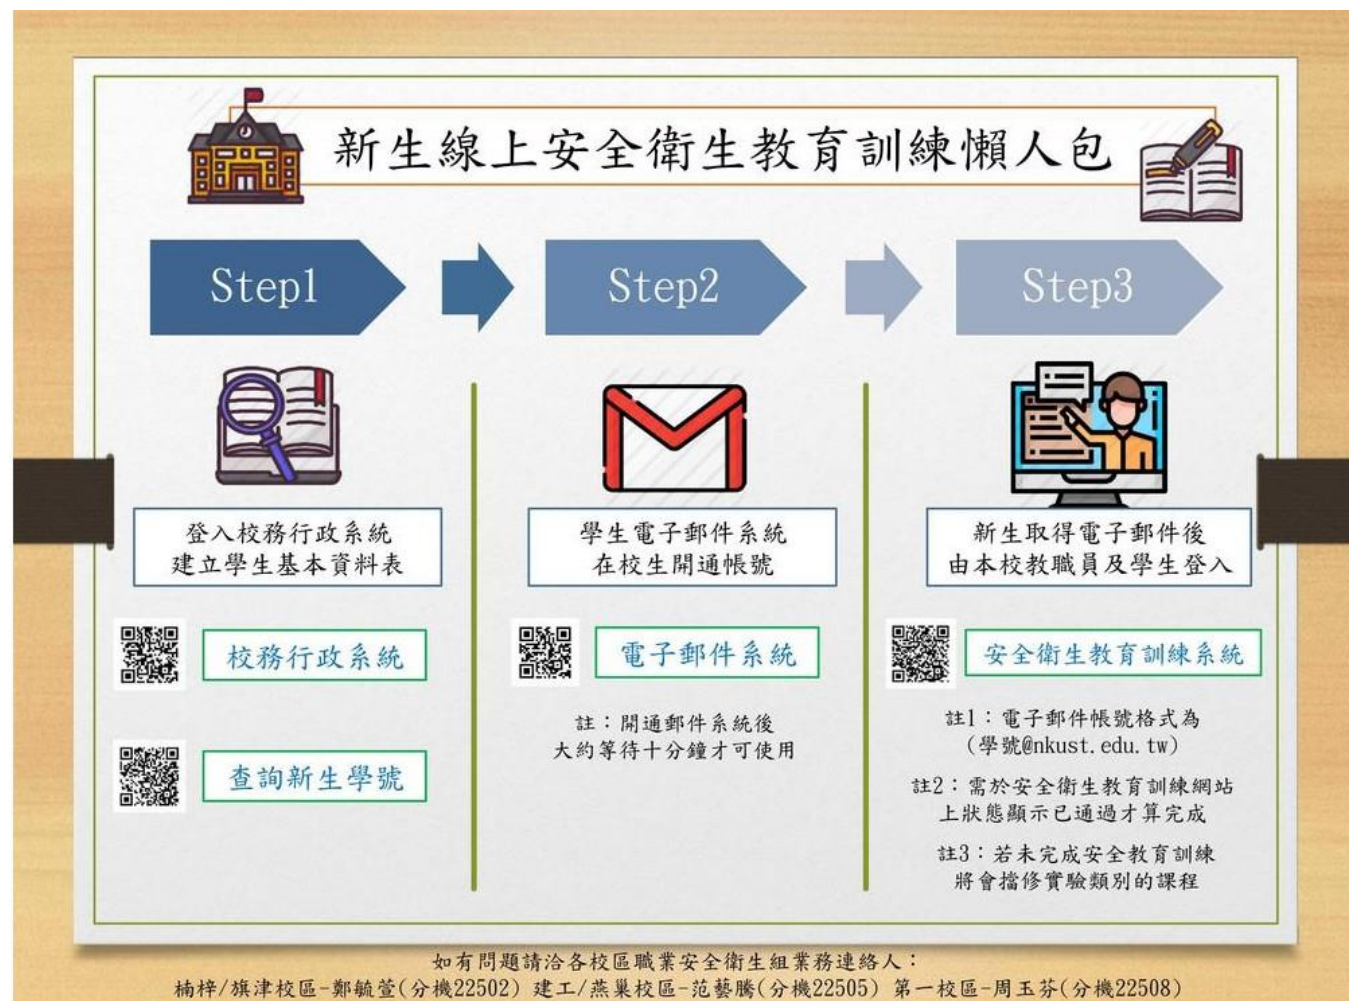 新生線上安全衛生教育訓練懶人包
Step1
Step2
Step3
登入校務行政系統
建立學生基本資料表
校務行政系統
查詢新生學號
學生電子郵件系統
在校生開通帳號
電子郵件系統
註：開通郵件系統後
大約等待十分鐘才可使用
新生取得電子郵件後
由本校教職員及學生登入
安全衛生教育訓練系統
註1：電子郵件帳號格式為
(學號@nkust.edu.tw)
註2：需於安全衛生教育訓練網站
上狀態顯示已通過才算完成
註3：若未完成安全教育訓練
將會擋修實驗類別的課程
如有問題請洽各校區職業安全衛生組業務連絡人：
楠梓/旗津校區-鄭毓萱(分機22502) 建工/燕巢校區-范藝騰(分機22505) 第一校區-周玉芬(分機22508)